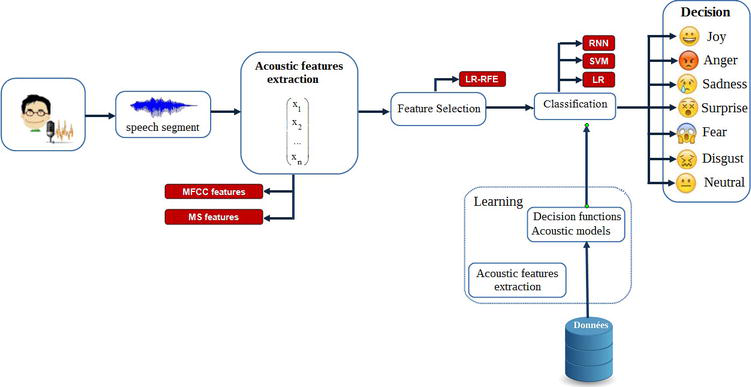 speech segment
Acoustic features
extraction
x1
x2
...
xn
MFCC features
MS features
LR-RFE
Feature Selection
RNN
SVM
LR
Classification
Decision
Joy
Anger
Sadness
Surprise
Fear
Disgust
Neutral
Learning
Decision functions
Acoustic models
Acoustic features
extraction
Données